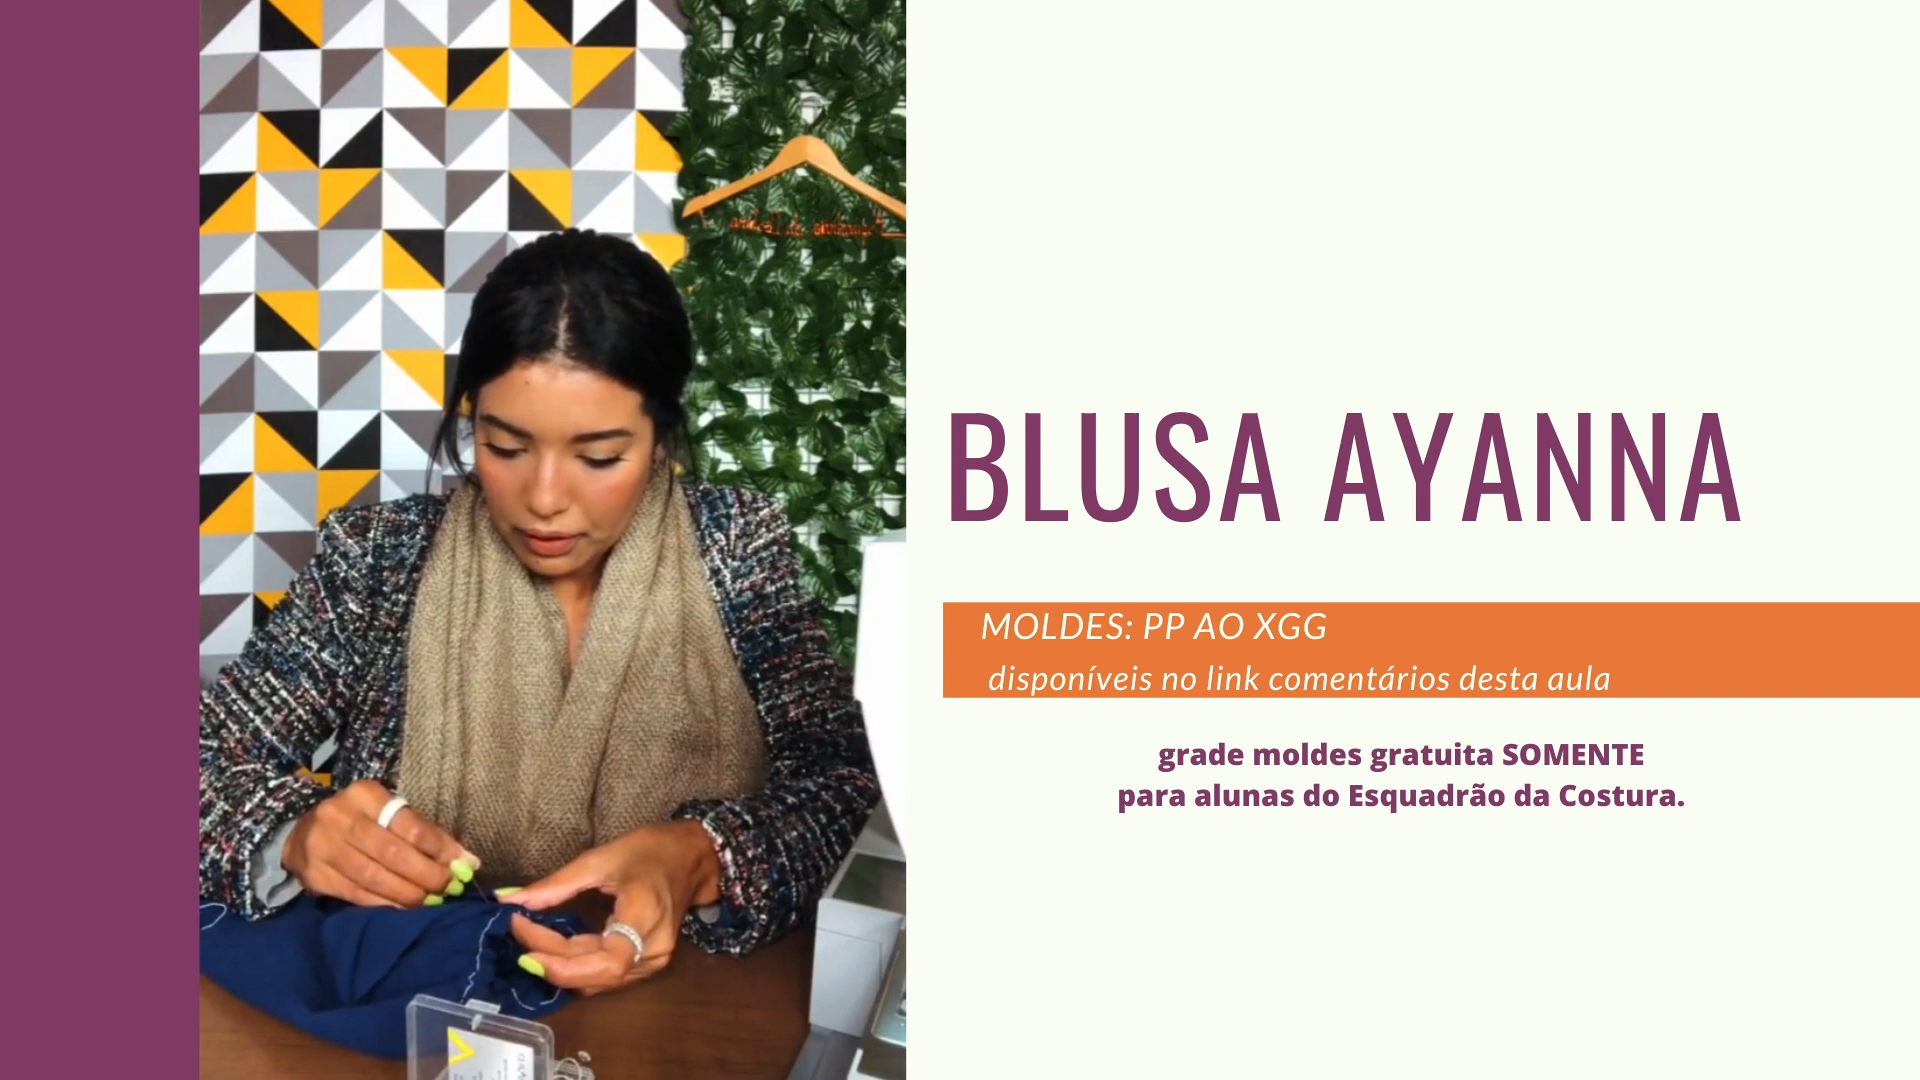 BLUSA AYANNA
MOLDES: PP AO XGG
disponíveis no link comentários desta aula
grade moldes gratuita SOMENTE
para alunas do Esquadrão da Costura.